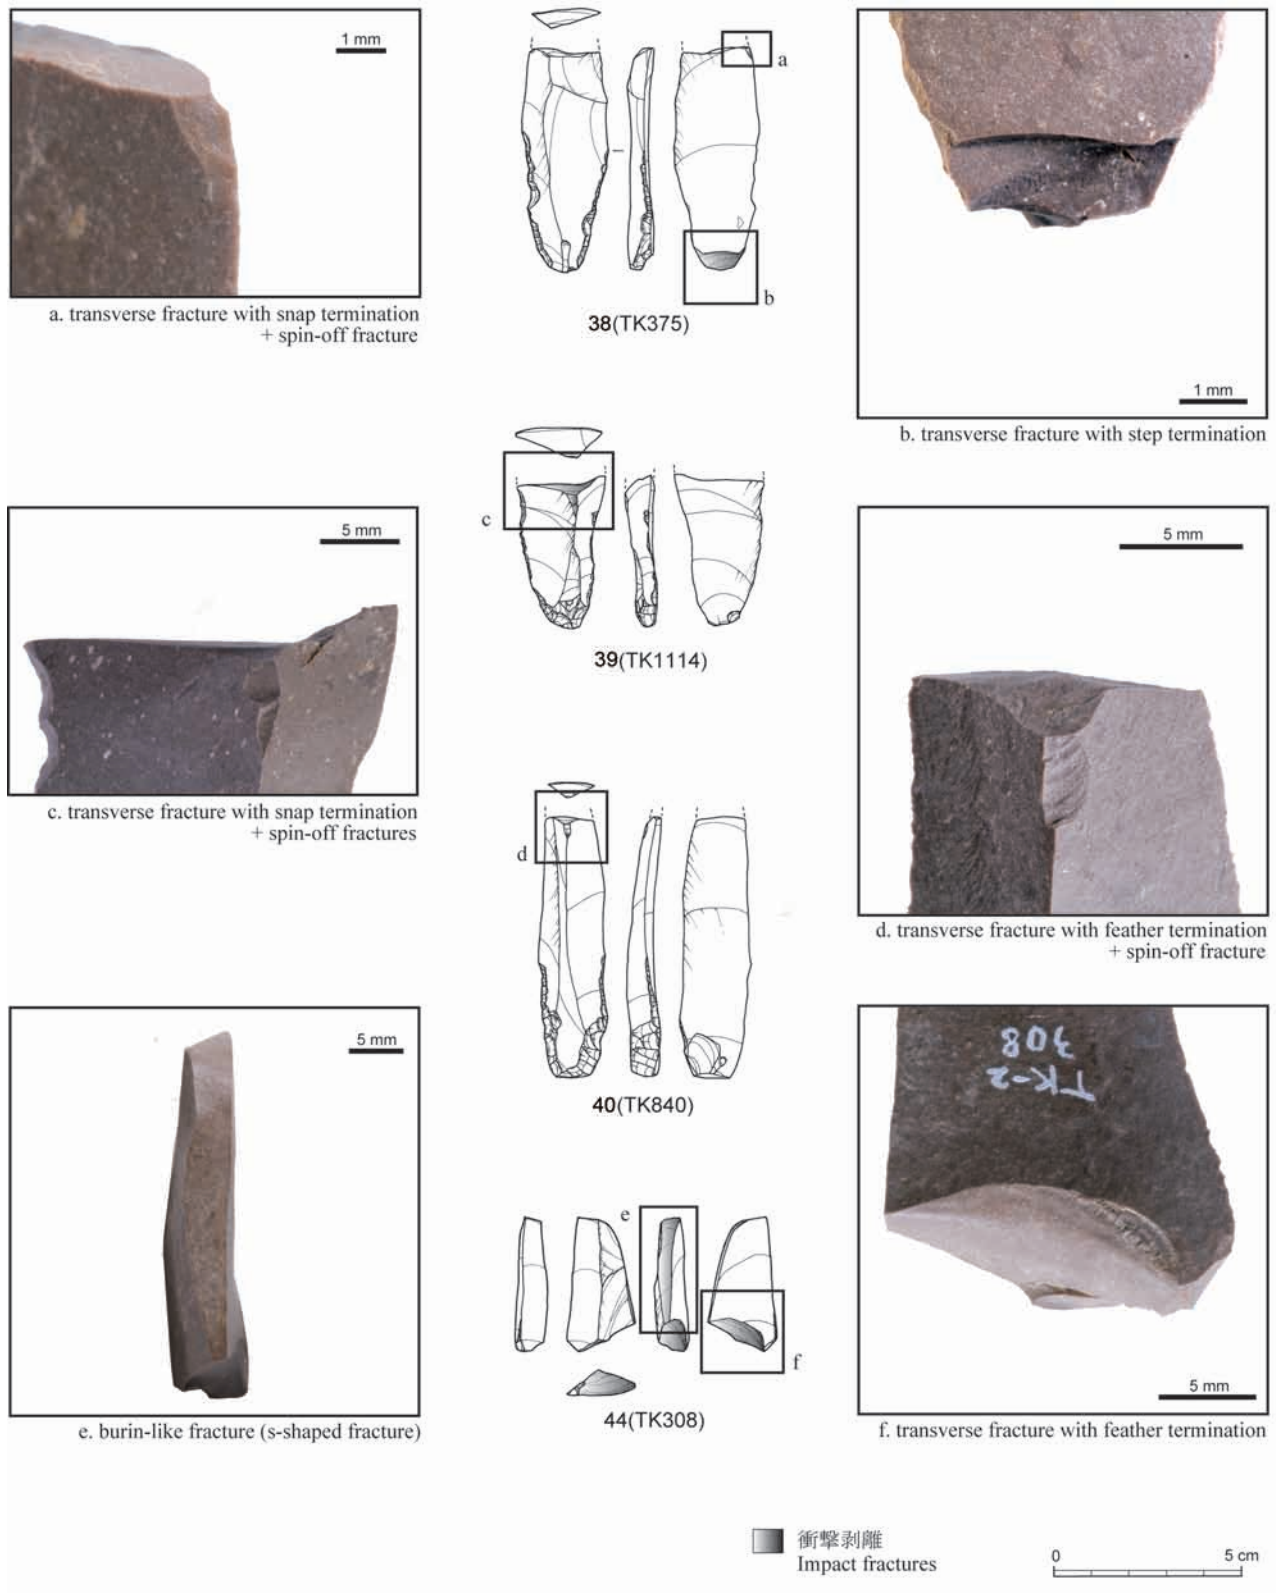 1 mm
a
b
38(TK375)
a. transverse fracture with snap termination
+ spin-off fracture
1 mm
b. transverse fracture with step termination
5 mm
c
39(TK1114)
c. transverse fracture with snap termination
+ spin-off fractures
5 mm
d
40(TK840)
d. transverse fracture with feather termination
+ spin-off fracture
5 mm
e
f
44(TK308)
e. burin-like fracture (s-shaped fracture)
TK-2
308
5 mm
f. transverse fracture with feather termination
衝撃剥離
Impact fractures
0 5 cm